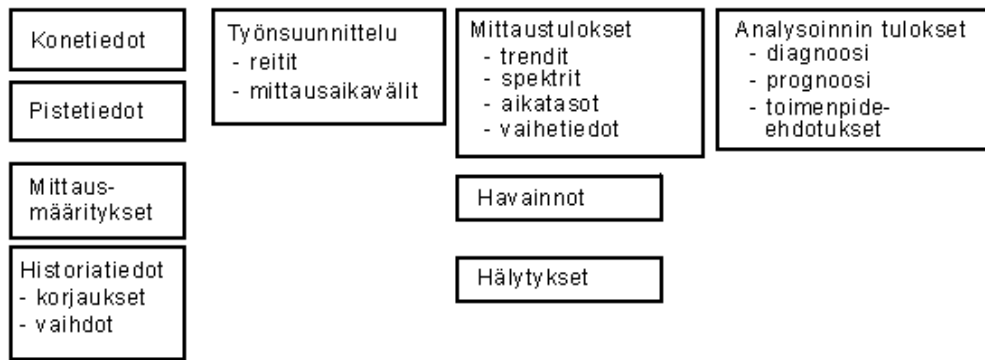 Konetiedot
Pistetiedot
Mittaus-
määritykset
Historiatiedot
- korjaukset
- vaihdot
Työnsuunnittelu
- reitit
- mittausaikavälit
Mittaustulokset
- trendit
- spektrit
- aikatasot
- vaihetiedot
Havainnot
Hälytykset
Analysoinnin tulokset
- diagnoosi
- prognoosi
- toimenpide-
ehdotukset